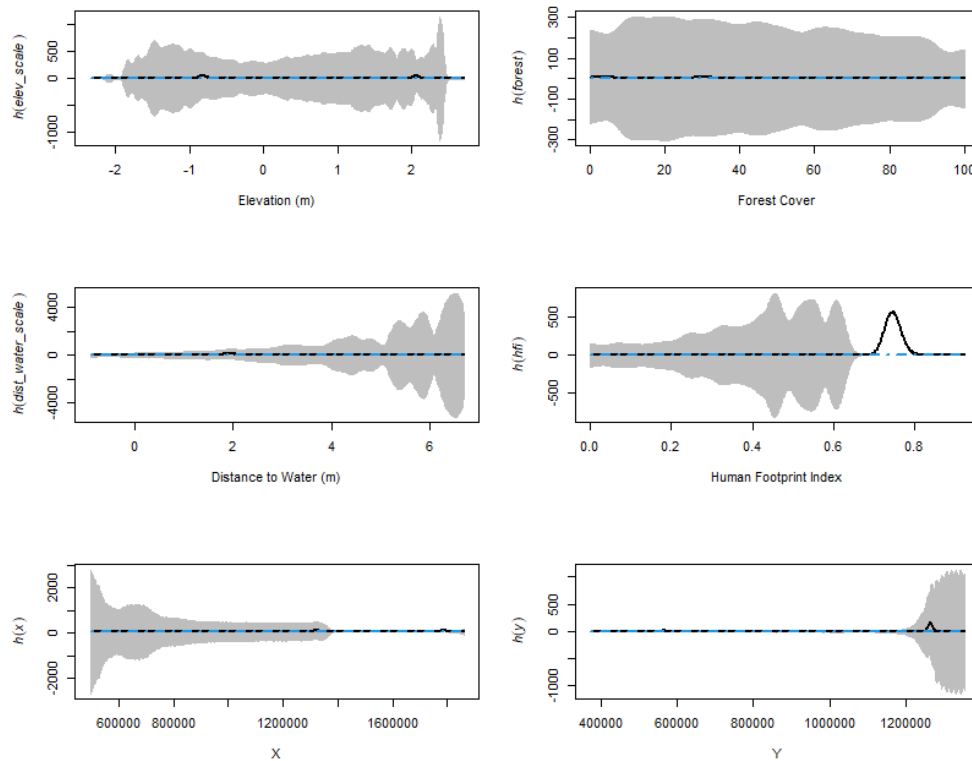 h(elev_scale)
500
0
-1000
-2 -1 0 1 2
Elevation (m)
h(forest)
300
100
0
-100
-300
0 20 40 60 80 100
Forest Cover
h(dist_water_scale)
4000
2000
0
-4000
0 2 4 6
Distance to Water (m)
h(hfi)
500
0
-500
0.0 0.2 0.4 0.6 0.8
Human Footprint Index
h(x)
2000
0
-2000
600000 800000 1200000 1600000
X
h(y)
500
0
-1000
400000 600000 800000 1000000 1200000
Y